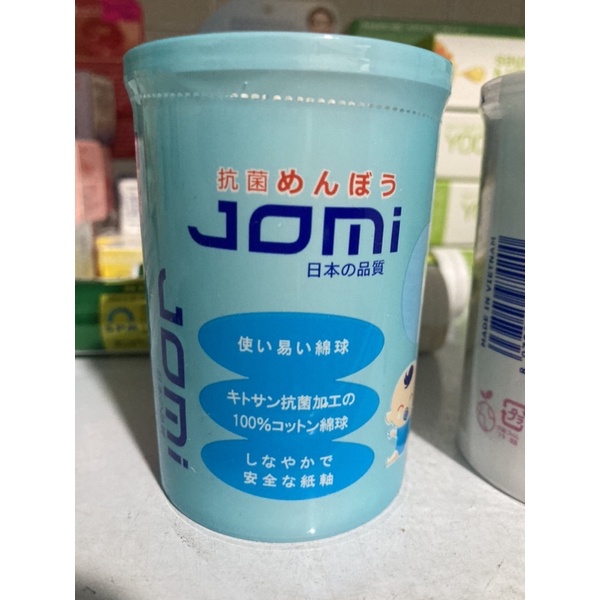 抗菌めんぼう
JOMi
日本の品質
使い易い綿球
キトサン抗菌加工の
100%コットン綿球
しなやかで
安全な紙軸
JOMi
MADE IN VIETNAM